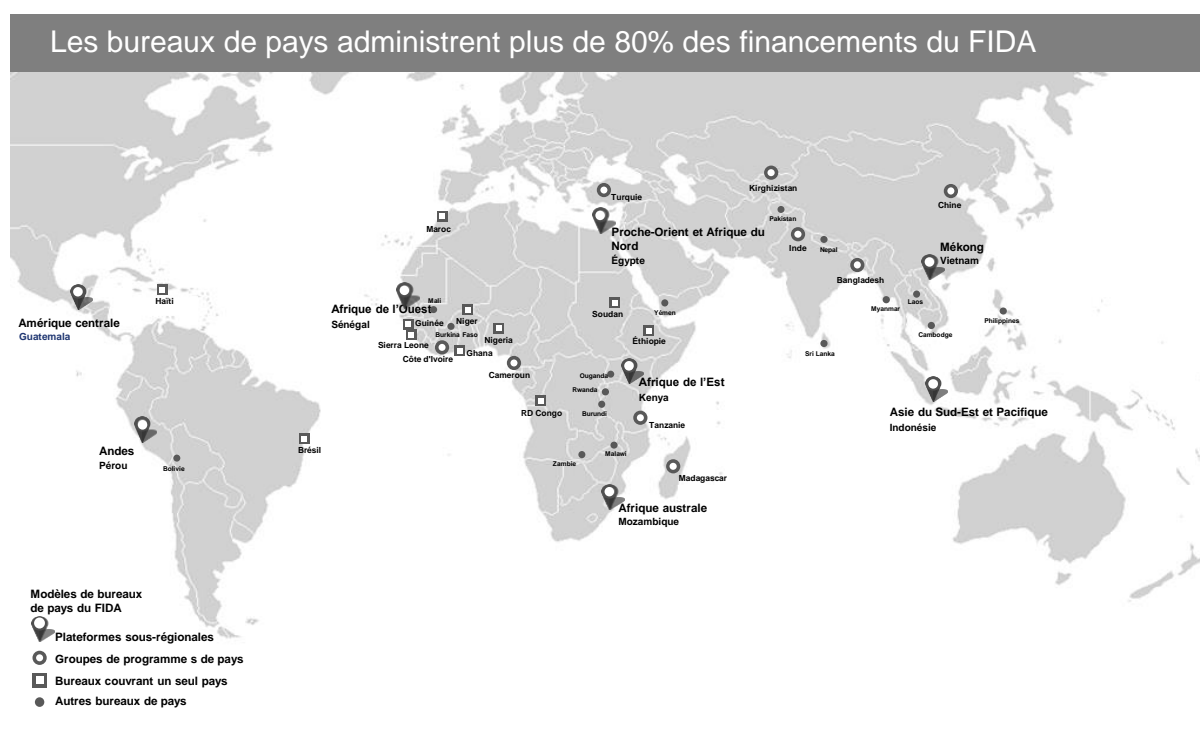 Les bureaux de pays administrent plus de 80% des financements du FIDA
Kirghizistan
Turquie
Chine
Pakistan
Maroc
Proche-Orient et Afrique du
Nord
Égypte
Inde
Nepal
Mékong
Vietnam
Bangladesh
Haïti
Amérique centrale
Guatemala
Afrique de l'Ouest
Sénégal
Mali
Guinée
Niger
Burkina Faso
Nigeria
Sierra Leone
Côte d'Ivoire
Ghana
Cameroun
Soudan
Yémen
Éthiopie
Myanmar
Laos
Cambodge
Philippines
Sri Lanka
Ouganda
Rwanda
Burundi
Afrique de l'Est
Kenya
RD Congo
Tanzanie
Asie du Sud-Est et Pacifique
Indonésie
Andes
Pérou
Bolivie
Brésil
Malawi
Zambie
Madagascar
Afrique australe
Mozambique
Modèles de bureaux
de pays du FIDA
Plateformes sous-régionales
Groupes de programme s de pays
Bureaux couvrant un seul pays
Autres bureaux de pays